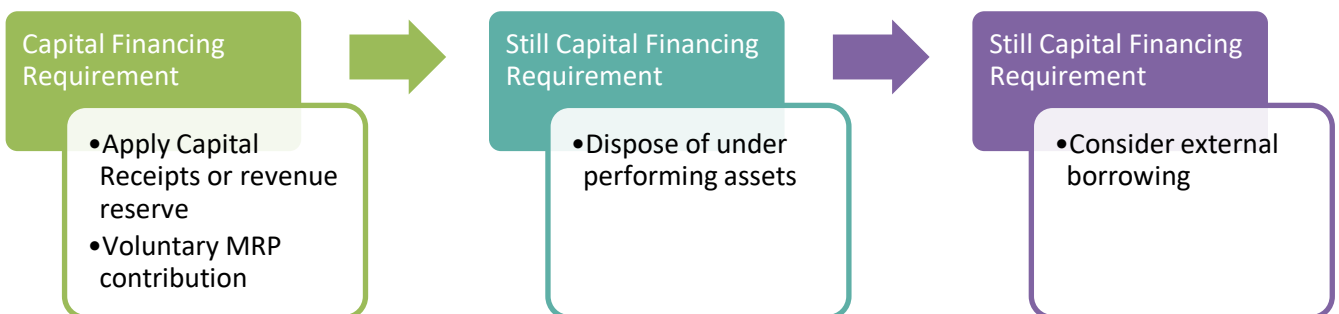 Capital Financing
Requirement
•Apply Capital
Receipts or revenue
reserve
•Voluntary MRP
contribution
Still Capital Financing
Requirement
•Dispose of under
performing assets
Still Capital Financing
Requirement
•Consider external
borrowing